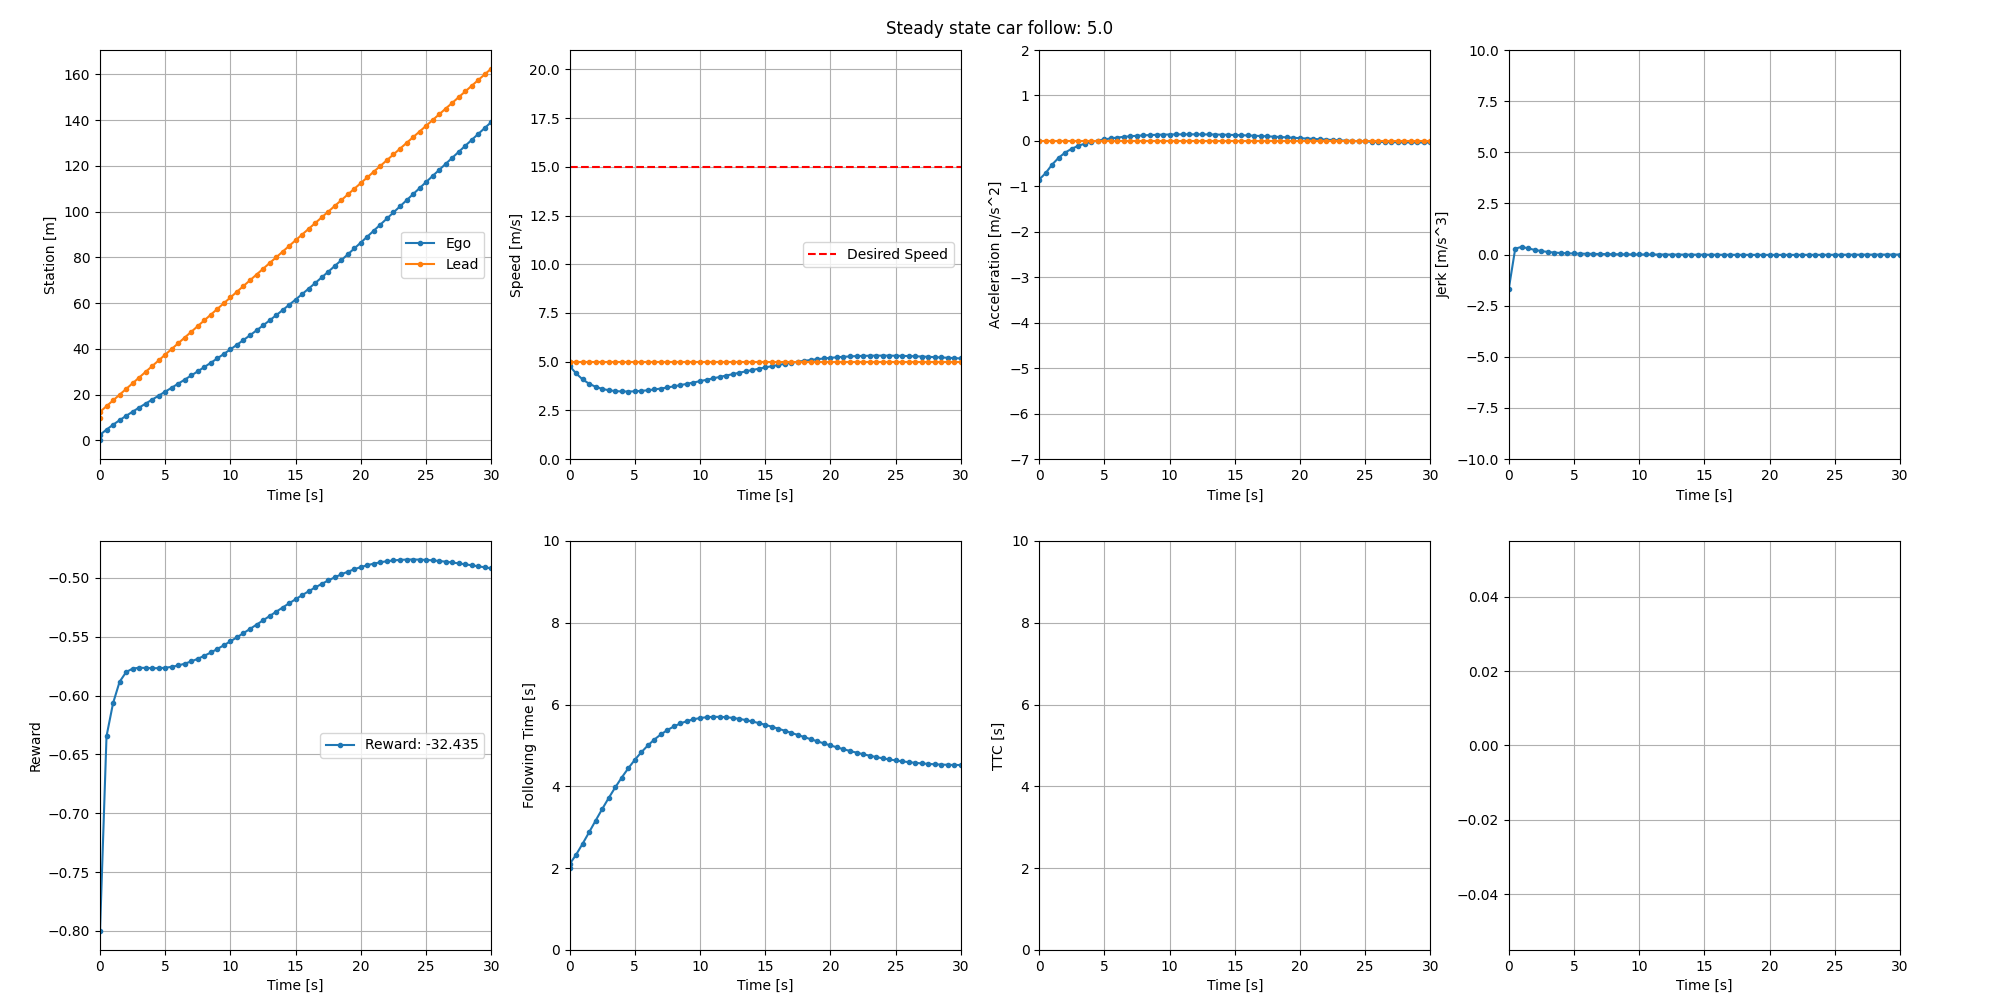 Steady state car follow: 5.0
Station [m]
160
140
120
100
80
60
40
20
0
Ego
Lead
0 5 10 15 20 25 30
Time [s]
Speed [m/s]
20.0
17.5
15.0
12.5
10.0
7.5
5.0
2.5
0.0
Desired Speed
0 5 10 15 20 25 30
Time [s]
Acceleration [m/s^2]
2
1
0
−1
−2
−3
−4
−5
−6
−7
0 5 10 15 20 25 30
Time [s]
Jerk [m/s^3]
10.0
7.5
5.0
2.5
0.0
−2.5
−5.0
−7.5
−10.0
0 5 10 15 20 25 30
Time [s]
Reward
−0.50
−0.55
−0.60
−0.65
−0.70
−0.75
−0.80
Reward: -32.435
0 5 10 15 20 25 30
Time [s]
Following Time [s]
10
8
6
4
2
0
0 5 10 15 20 25 30
Time [s]
TTC [s]
10
8
6
4
2
0
0 5 10 15 20 25 30
Time [s]
0.04
0.02
0.00
−0.02
−0.04
0 5 10 15 20 25 30
Time [s]